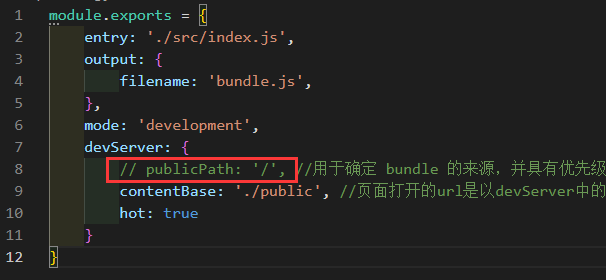 1 module.exports = {
2 entry: './src/index.js',
3 output: {
4 filename: 'bundle.js',
5 },
6 mode: 'development',
7 devServer: {
8 // publicPath: '/', //用于确定 bundle 的来源，并具有优先级
9 contentBase: './public', //页面打开的url是以devServer中的
10 hot: true
11 }
12 }